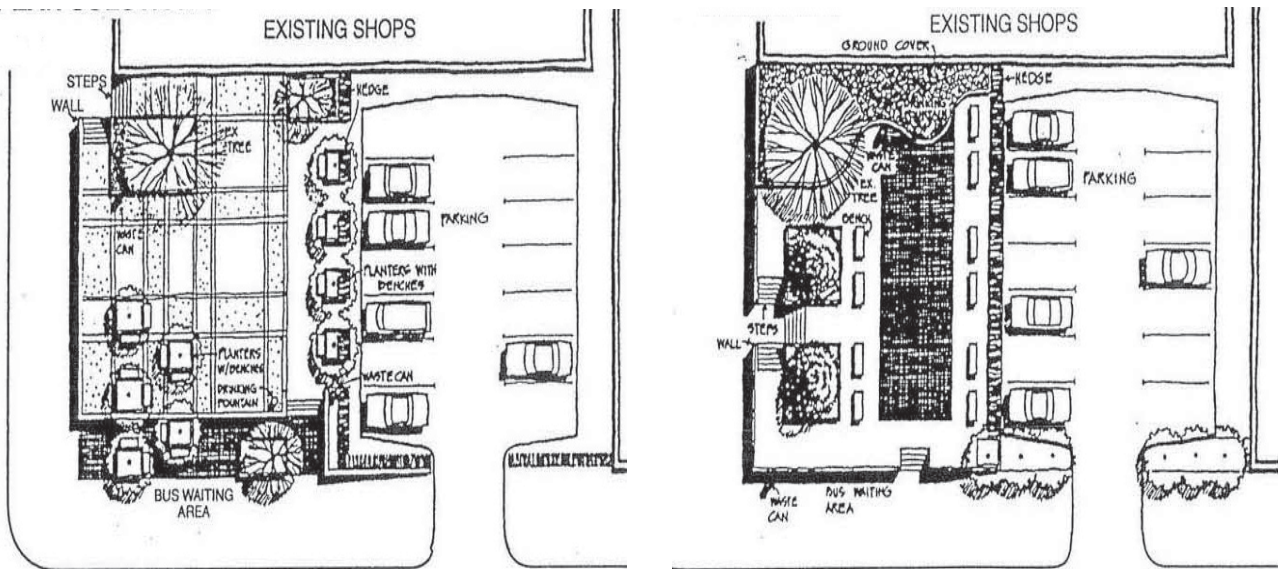 EXISTING SHOPS
STEPS
WALL
HEDGE
EX.
TREE
WASTE
CAN
PARKING
PLANTERS WITH
BENCHES
PLANTERS
W/BENCHES
DRINKING
FOUNTAIN
WASTE CAN
BUS WAITING
AREA
EXISTING SHOPS
GROUND COVER
HEDGE
DRINKING
WASTE
CAN
EX.
TREE
PARKING
BENCH
STEPS
WALL
WASTE
CAN
BUS WAITING
AREA